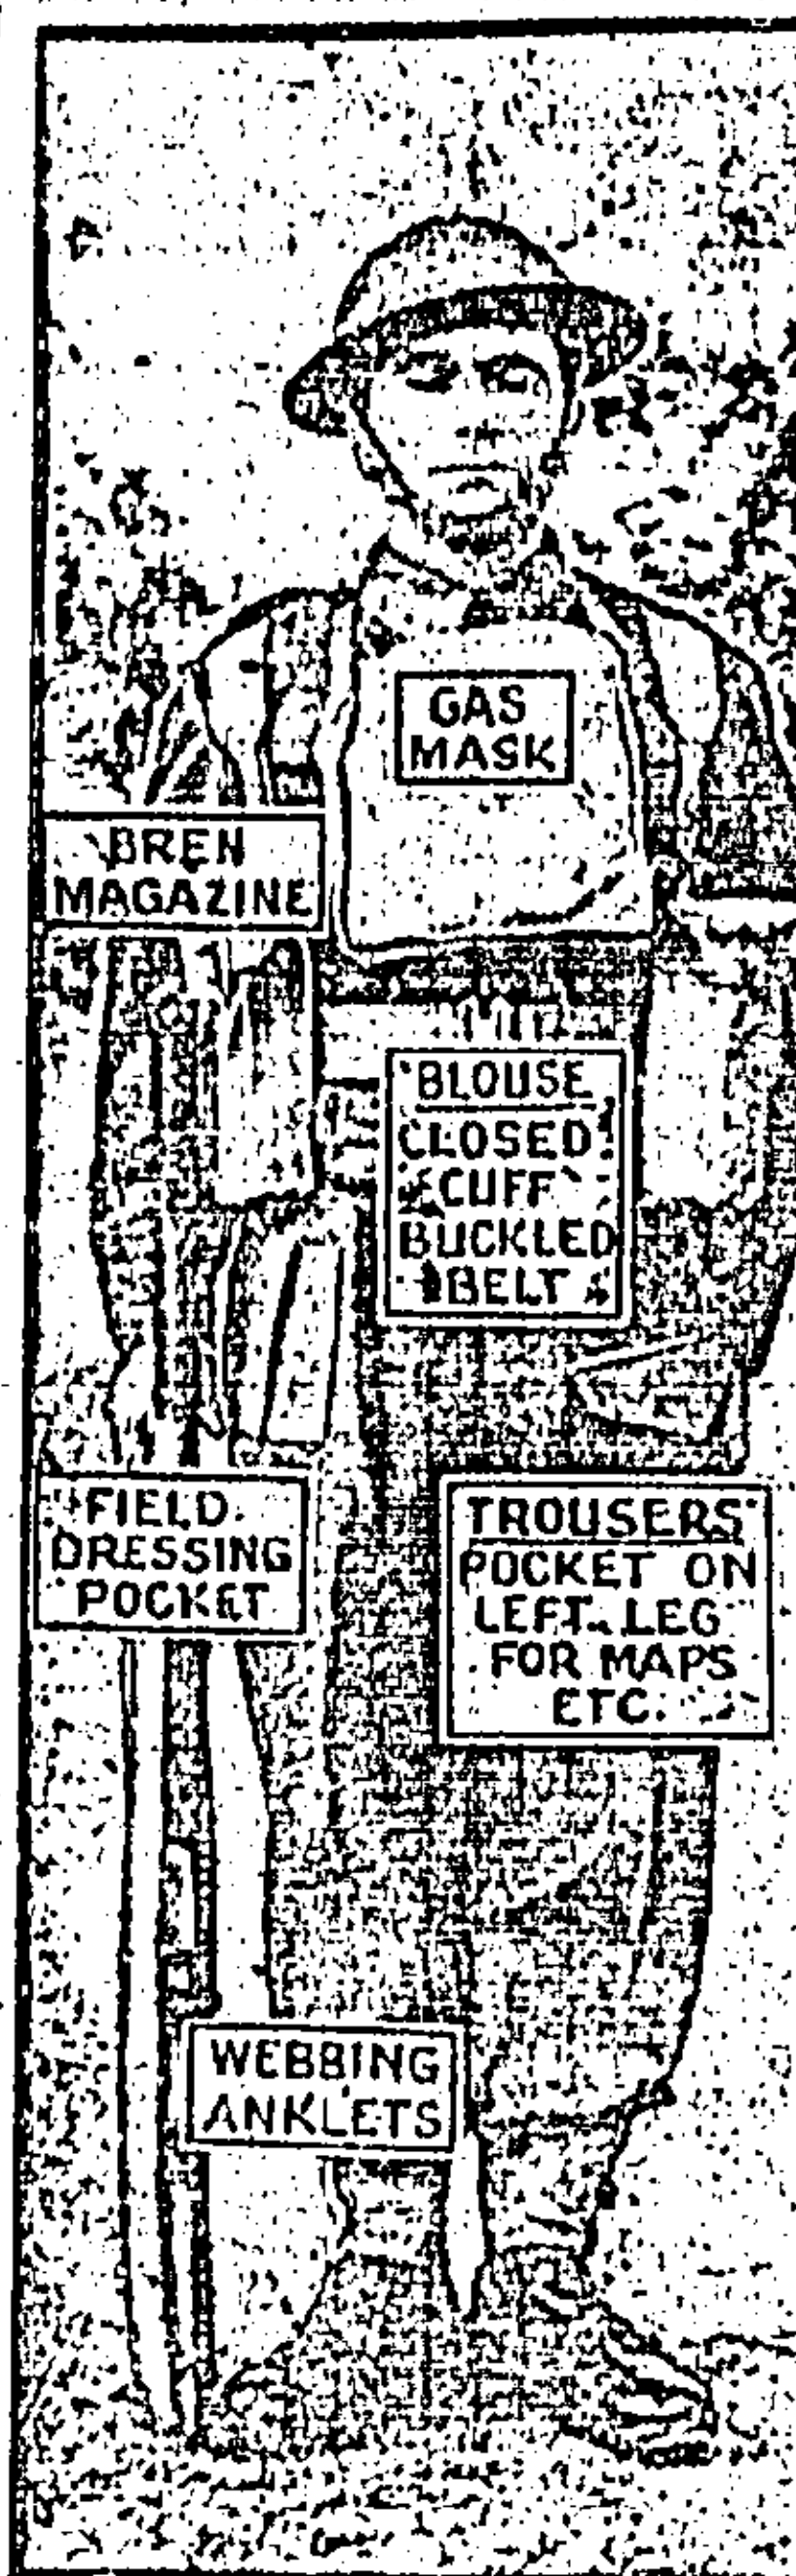 GAS
MASK
BREN
MAGAZINE
BLOUSE
CLOSED
CUFF
BUCKLED
BELT
FIELD
DRESSING
POCKET
TROUSERS
POCKET ON
LEFT LEG
FOR MAPS
ETC.
WEBBING
ANKLETS